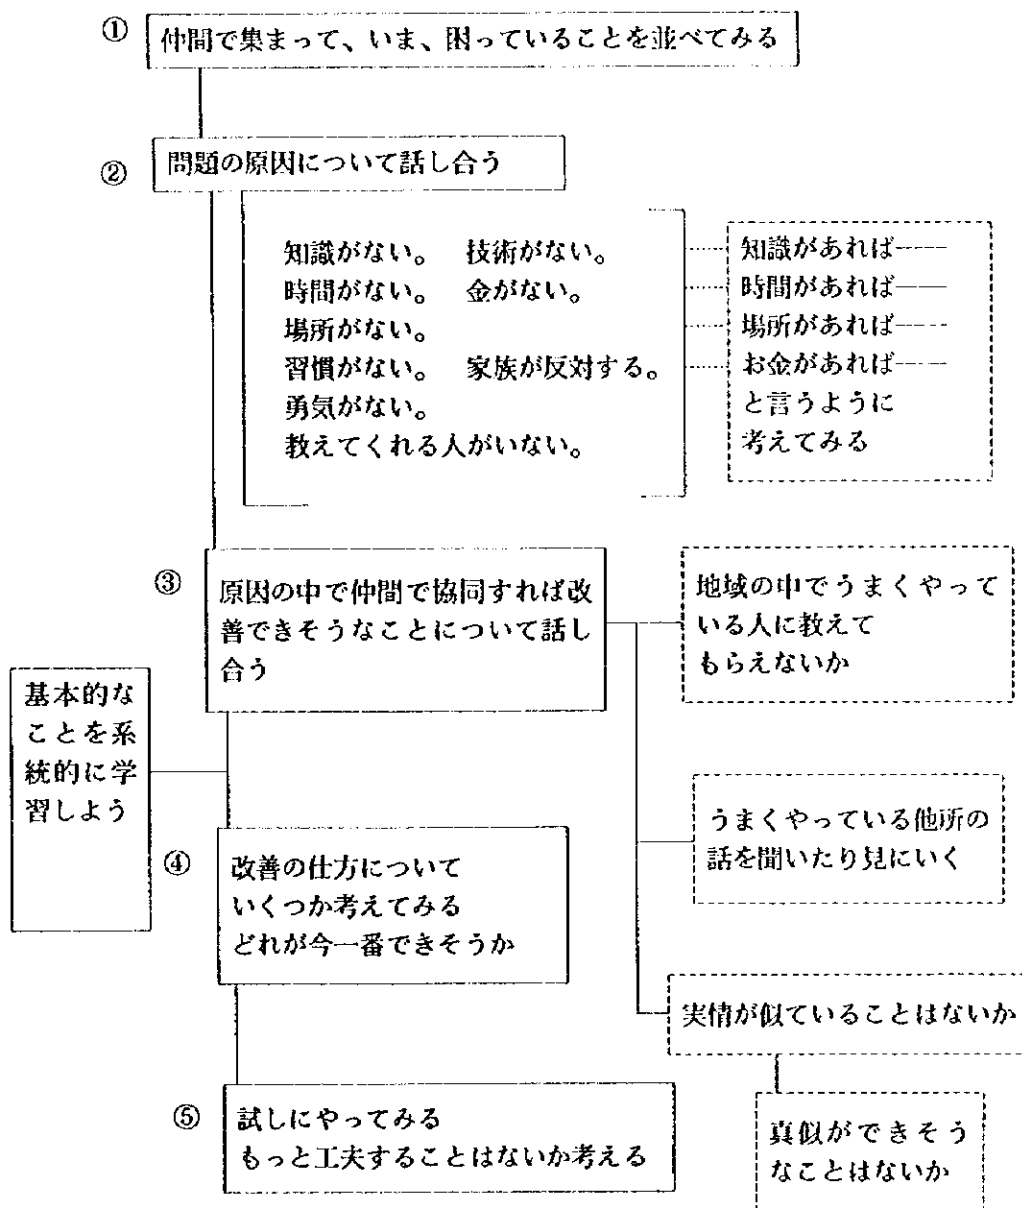 ① 仲間で集まって、いま、困っていることを並べてみる
② 問題の原因について話し合う
知識がない。 技術がない。
時間がない。 金がない。
場所がない。
習慣がない。 家族が反対する。
勇気がない。
教えてくれる人がいない。
知識があれば――
時間があれば――
場所があれば――
お金があれば――
と言うように
考えてみる
③ 原因の中で仲間で協同すれば改
善できそうなことについて話し
合う
地域の中でうまくやって
いる人に教えて
もらえないか
基本的な
ことを系
統的に学
習しよう
うまくやっている他所の
話を聞いたり見にいく
④ 改善の仕方について
いくつか考えてみる
どれが今一番できそうか
実情が似ていることはないか
真似ができそう
なことはないか
⑤ 試しにやってみる
もっと工夫することはないか考える